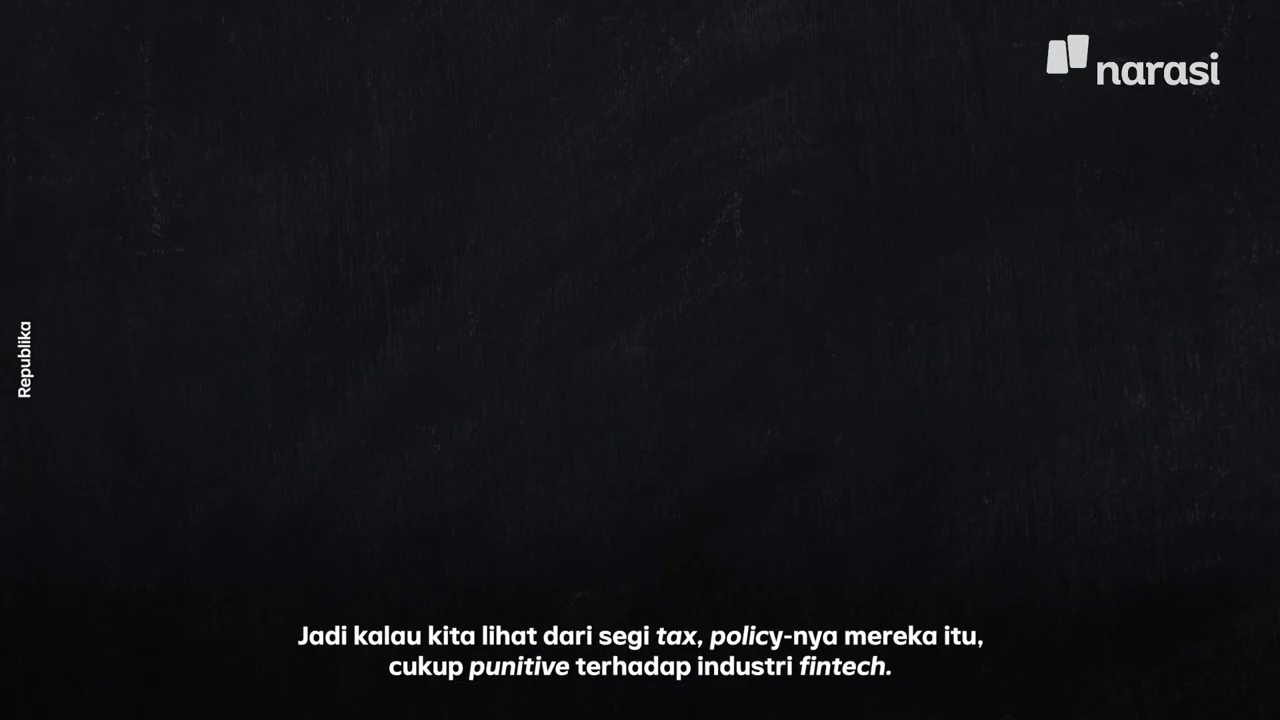 narasi
Republika
Jadi kalau kita lihat dari segi tax, policy-nya mereka itu,
cukup punitive terhadap industri fintech.